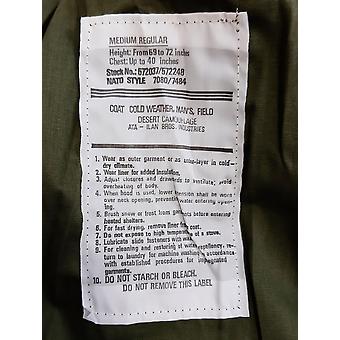 MEDIUM REGULAR
Height: From 69 to 72 inches
Chest: Up to 40 inches
Stock No.: 672037/672248
NATO STYLE 7080/7484
COAT COLD WEATHER, MAN'S, FIELD
DESERT CAMOUFLAGE
ATA - ILAN BROS. INDUSTRIES
1. Wear as outer garment or as inter-layer in cold-
dry climate.
2. Wear liner for added insulation.
3. Adjust closures and drawcords to ventilate; avoid
overheating of body.
4. When hood is used, lower extension shall be worn
over neck opening, preventing water entering open-
ing.
5. Brush snow or frost from garments before entering
heated shelters.
6. For fast drying, remove liner from coat.
7. Do not expose to high temperature of a stove.
8. Lubricate slide fasteners with wax.
9. For cleaning and restoring of water repellency, re-
turn to laundry for machine washing in accordance
with established procedures for impregnated
garments.
10. DO NOT STARCH OR BLEACH.
DO NOT REMOVE THIS LABEL